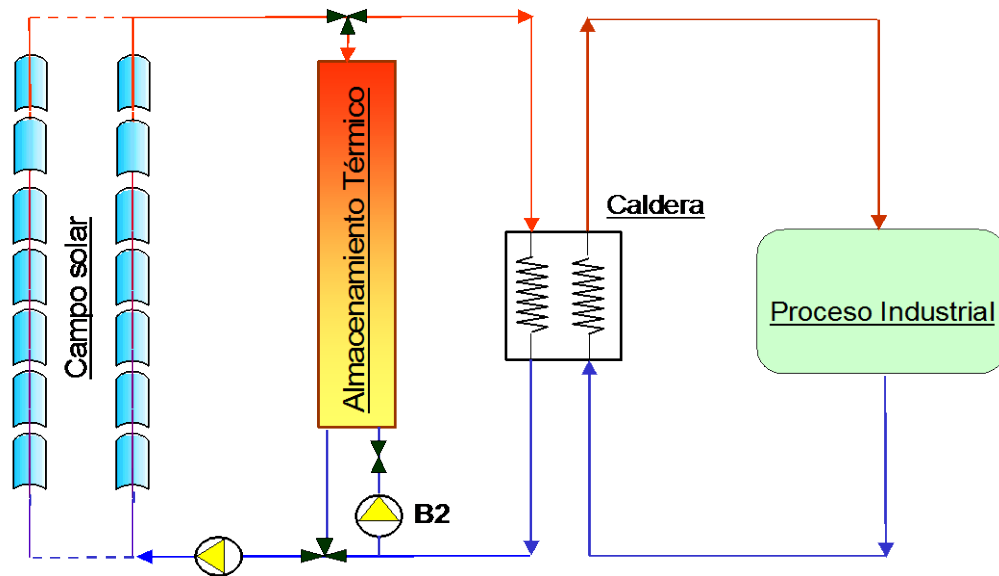 Campo solar
Almacenamiento Térmico
Caldera
Proceso Industrial
B2